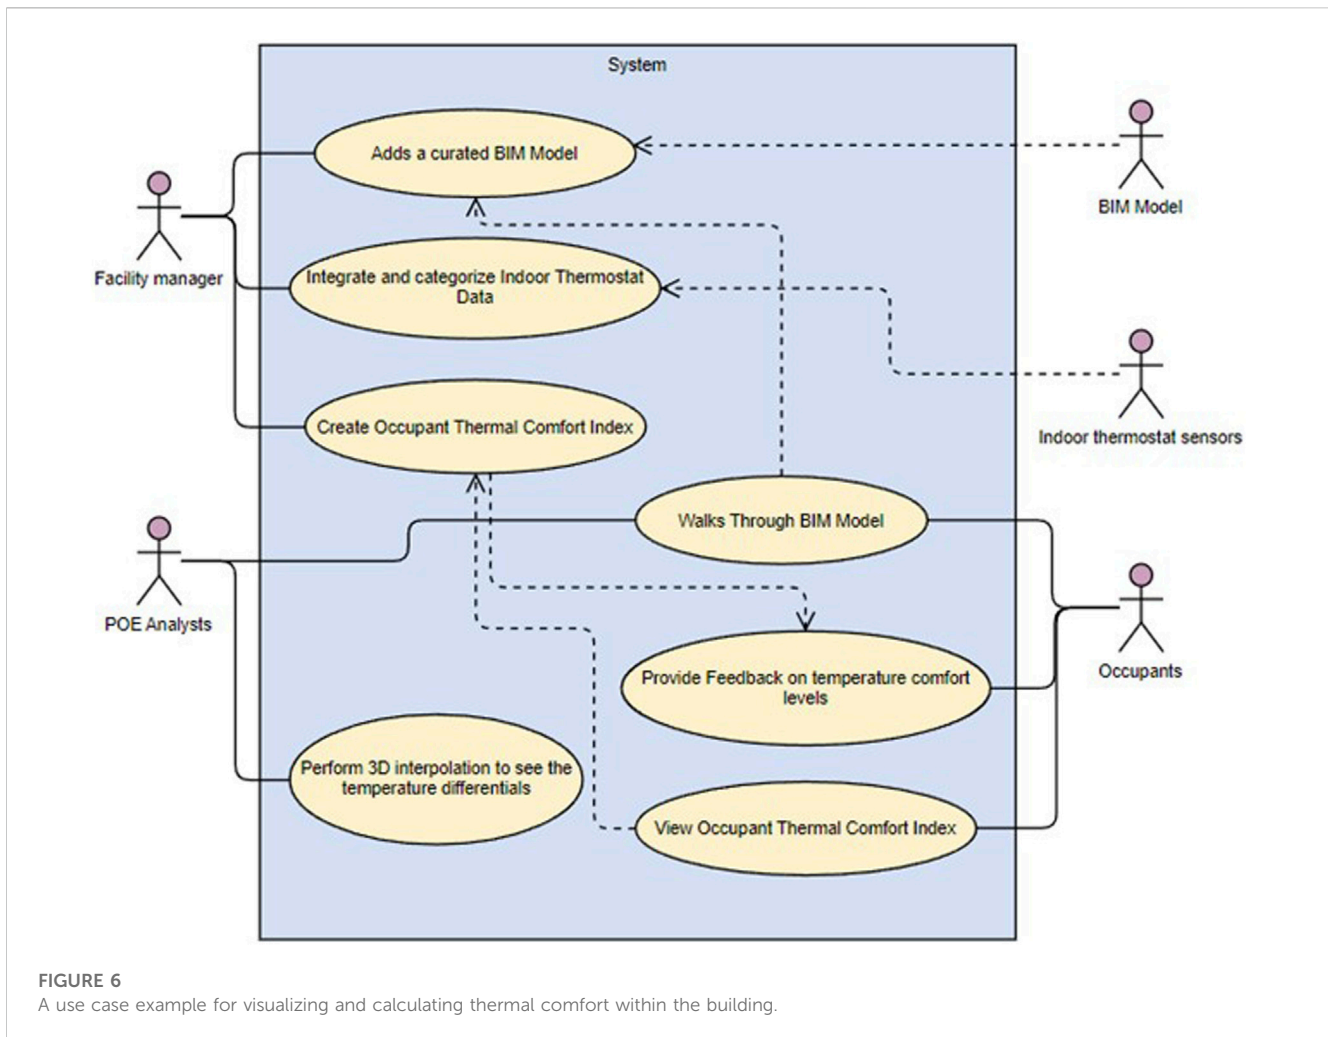 System
Adds a curated BIM Model
BIM Model
Facility manager
Integrate and categorize Indoor Thermostat
Data
Create Occupant Thermal Comfort Index
Indoor thermostat sensors
Walks Through BIM Model
POE Analysts
Provide Feedback on temperature comfort
levels
Occupants
Perform 3D interpolation to see the
temperature differentials
View Occupant Thermal Comfort Index
FIGURE 6
A use case example for visualizing and calculating thermal comfort within the building.